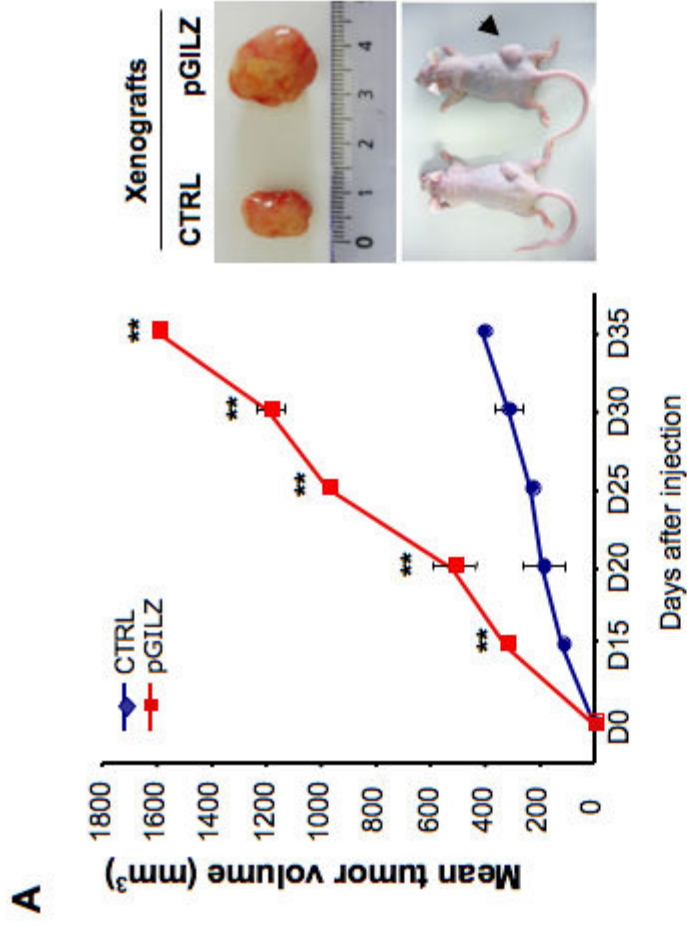 A
Mean tumor volume (mm³)
1800
1600
1400
1200
1000
800
600
400
200
0
CTRL
pGILZ
**
**
**
**
**
D0 D15 D20 D25 D30 D35
Days after injection
Xenografts
CTRL pGILZ
0 1 2 3 4 5